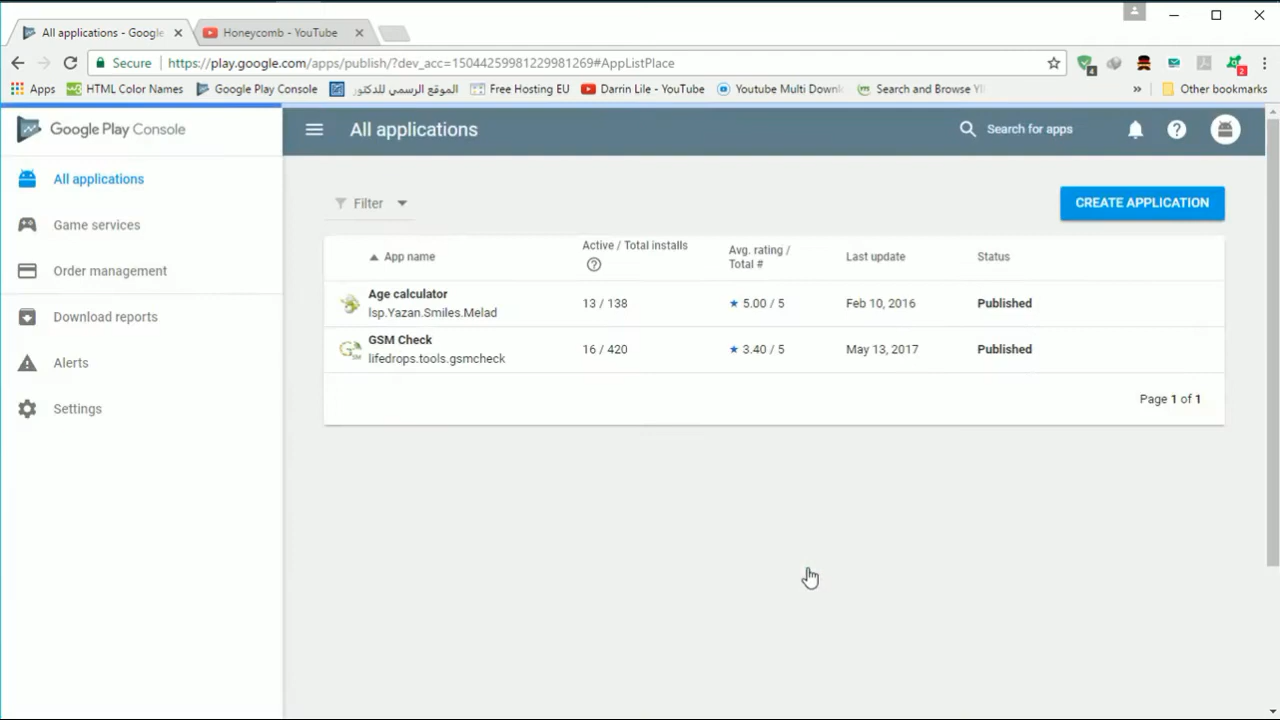 All applications - Google
Honeycomb - YouTube
Secure
https://play.google.com/apps/publish/?dev_acc=15044259981229981269#AppListPlace
4
2
Apps
HTML Color Names
Google Play Console
الموقع الرسمي للدكتور
Free Hosting EU
Darrin Lile - YouTube
Youtube Multi Downl
Search and Browse YI
»
Other bookmarks
Google Play Console
All applications
Search for apps
All applications
Game services
Order management
Download reports
Alerts
Settings
Filter
CREATE APPLICATION
App name
Active / Total installs
Avg. rating /
Total #
Last update
Status
Age calculator
lsp.Yazan.Smiles.Melad
13 / 138
★ 5.00 / 5
Feb 10, 2016
Published
GSM Check
lifedrops.tools.gsmcheck
16 / 420
★ 3.40 / 5
May 13, 2017
Published
Page 1 of 1